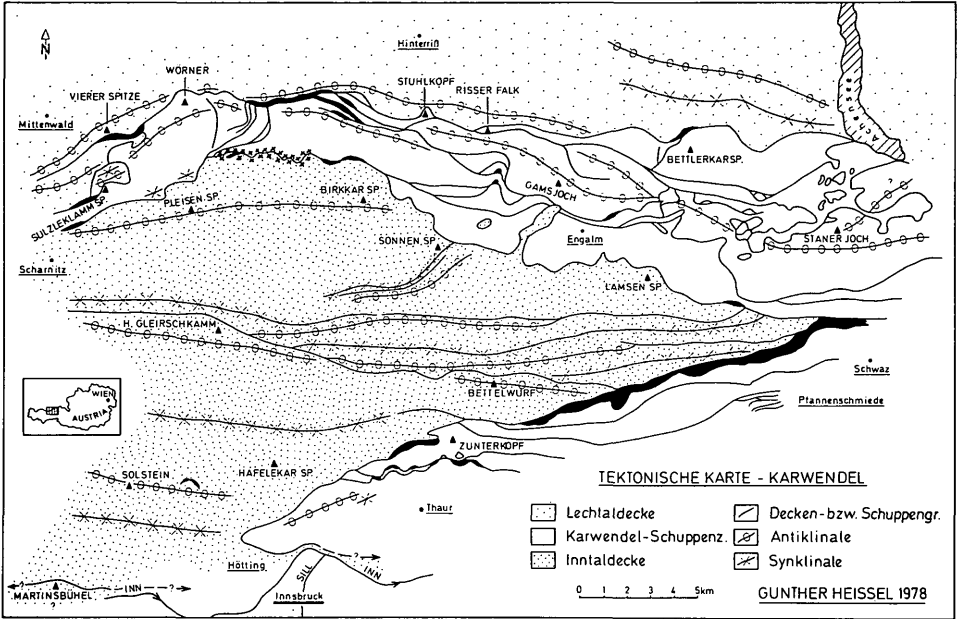 N
Hinterriß
WÖRNER
STUHLKOPF
RISSER FALK
VIERER SPITZE
Mittenwald
Achensee
BETTLERKARSP.
GAMSJOCH
BIRKKAR SP.
PLEISEN SP.
SULZLEKLAMM SP.
?
STANER JOCH
Engalm
SONNEN SP.
Scharnitz
LAMSEN SP.
H. GLEIRSCHKAMM
Schwaz
WIEN
AUSTRIA
BETTELWURF
Pfannenschmiede
ZUNTERKOPF
HAFELEKAR SP.
SOLSTEIN
TEKTONISCHE KARTE - KARWENDEL
Lechtaldecke
Decken- bzw. Schuppengr.
Karwendel-Schuppenz.
Antiklinale
Inntaldecke
Synklinale
Thaur
Hötting
?
SILL
INN
? INN ?
MARTINSBÜHEL
?
Innsbruck
0 1 2 3 4 5km
GUNTHER HEISSEL 1978